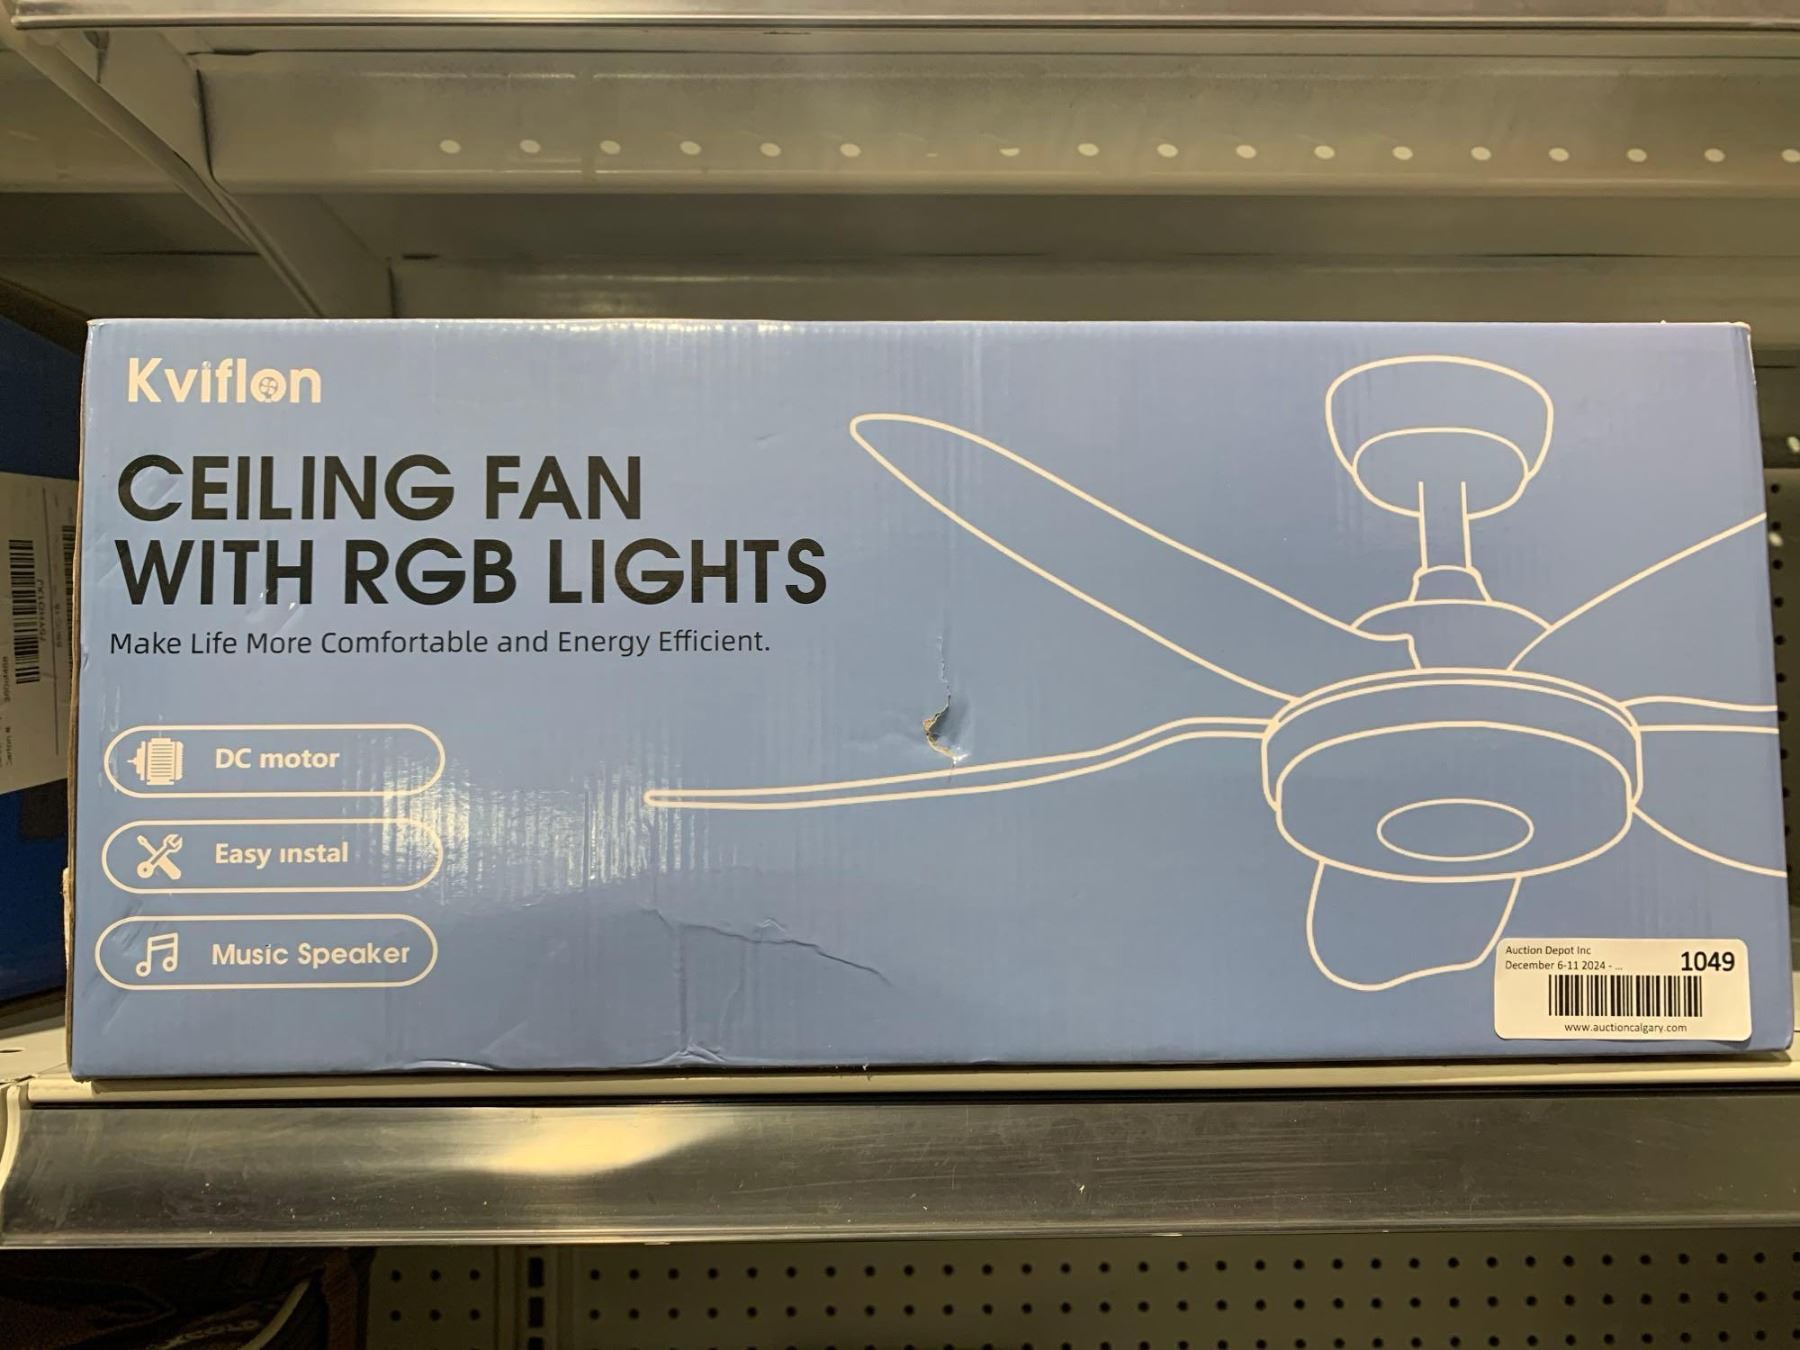 Kviflon
CEILING FAN
WITH RGB LIGHTS
Make Life More Comfortable and Energy Efficient.
DC motor
Easy instal
Music Speaker
Auction Depot Inc
December 6-11 2024 - ...
1049
www.auctioncalgary.com